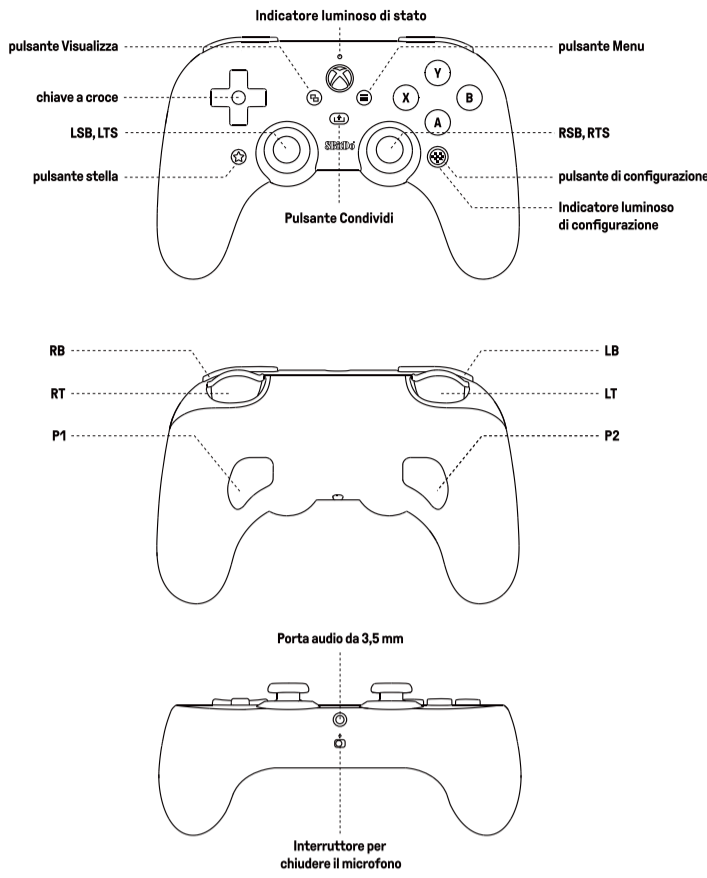 Indicatore luminoso di stato
pulsante Visualizza
pulsante Menu
chiave a croce
Y
X
B
A
LSB, LTS
RSB, RTS
8BitDo
pulsante stella
pulsante di configurazione
Pulsante Condividi
Indicatore luminoso
di configurazione
RB
LB
RT
LT
P1
P2
Porta audio da 3,5 mm
Interruttore per
chiudere il microfono